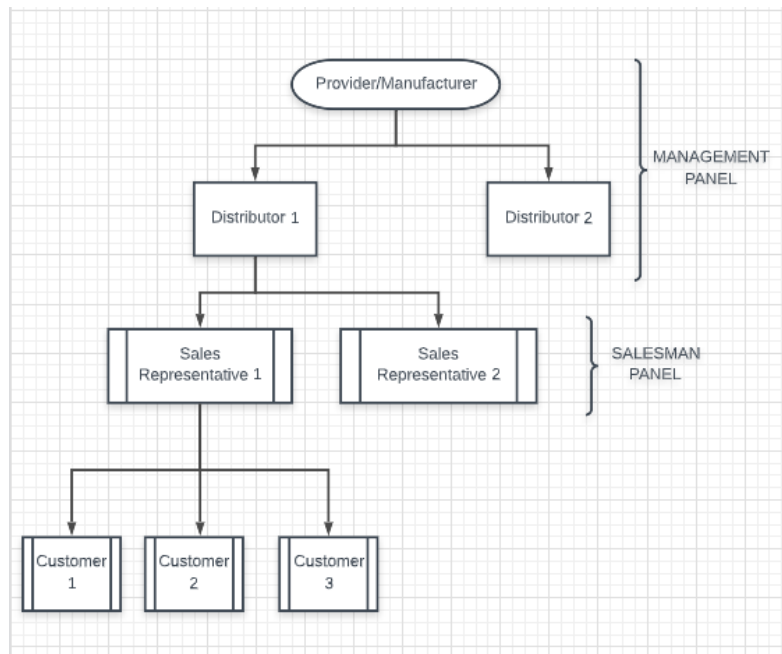 Provider/Manufacturer
MANAGEMENT
PANEL
Distributor 1
Distributor 2
Sales
Representative 1
Sales
Representative 2
SALESMAN
PANEL
Customer
1
Customer
2
Customer
3